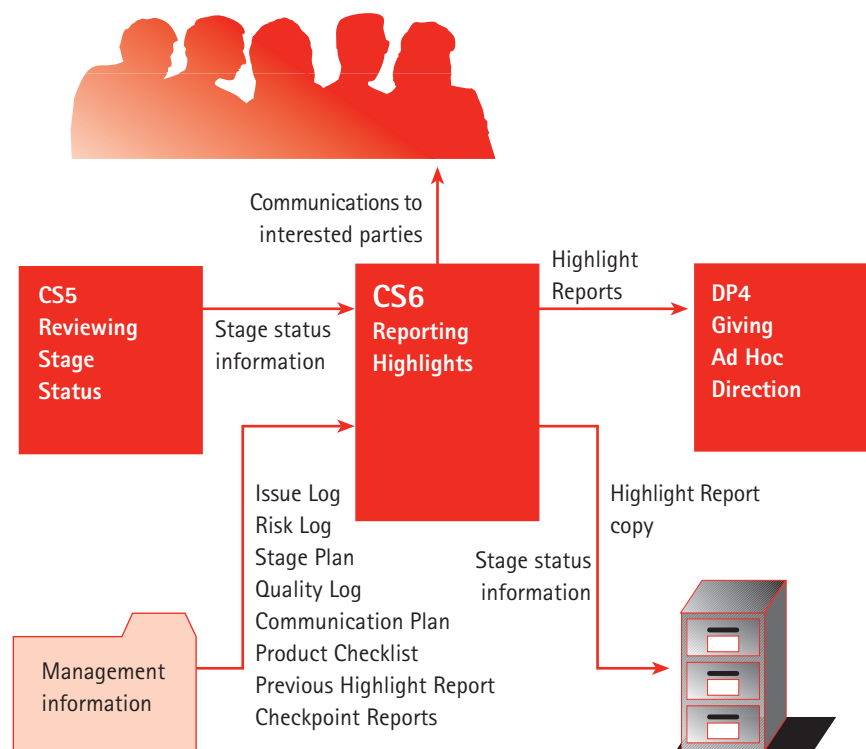 Communications to
interested parties
CS5
Reviewing
Stage
Status
Stage status
information
CS6
Reporting
Highlights
Highlight
Reports
DP4
Giving
Ad Hoc
Direction
Issue Log
Risk Log
Stage Plan
Quality Log
Communication Plan
Product Checklist
Previous Highlight Report
Checkpoint Reports
Highlight Report
copy
Stage status
information
Management
information